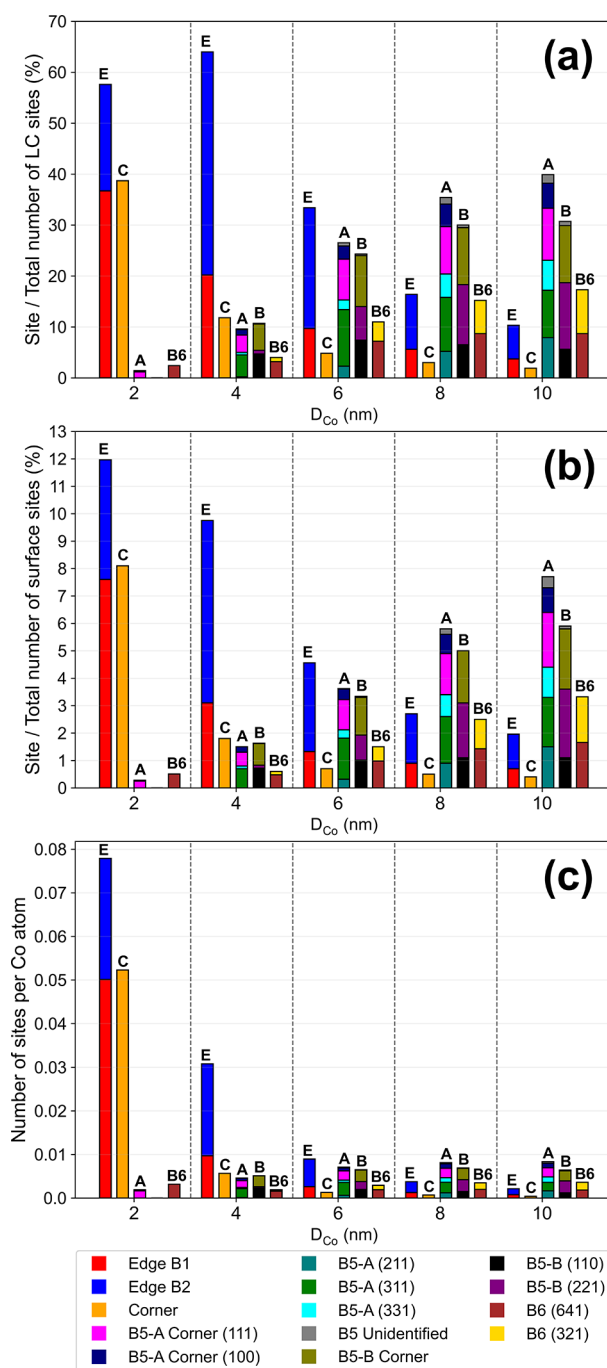 (a)
Site / Total number of LC sites (%)
70
60
50
40
30
20
10
0
E
C
A
B6
E
C
A
B
B6
E
C
A
B
B6
E
C
A
B
B6
E
C
A
B
B6
2
4
6
8
10
D_Co (nm)
(b)
Site / Total number of surface sites (%)
13
12
11
10
9
8
7
6
5
4
3
2
1
0
E
C
A
B6
E
C
A
B
B6
E
C
A
B
B6
E
C
A
B
B6
E
C
A
B
B6
2
4
6
8
10
D_Co (nm)
(c)
Number of sites per Co atom
0.08
0.07
0.06
0.05
0.04
0.03
0.02
0.01
0.0
E
C
A
B6
E
C
A
B
B6
E
C
A
B
B6
E
C
A
B
B6
E
C
A
B
B6
2
4
6
8
10
D_Co (nm)
Edge B1
Edge B2
Corner
B5-A Corner (111)
B5-A Corner (100)
B5-A (211)
B5-A (311)
B5-A (331)
B5 Unidentified
B5-B Corner
B5-B (110)
B5-B (221)
B6 (641)
B6 (321)